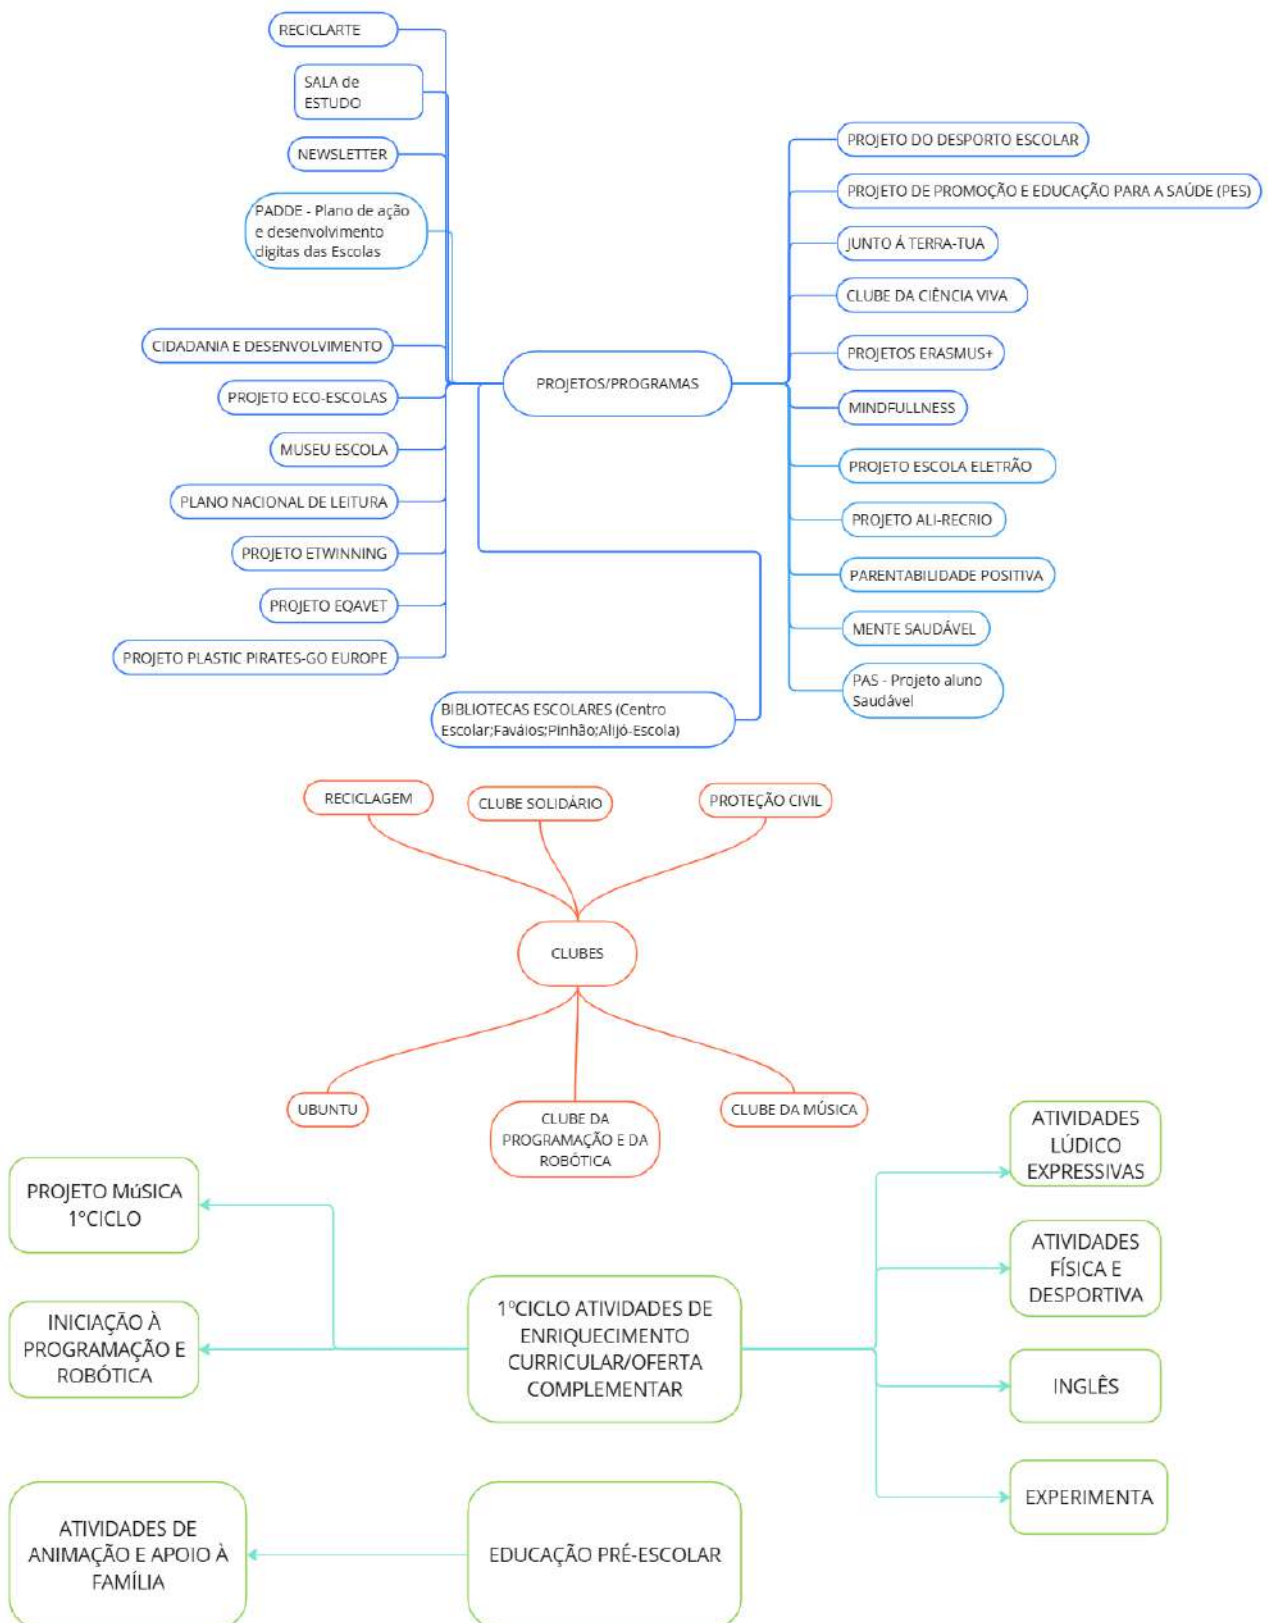 RECICLARTE
SALA de
ESTUDO
NEWSLETTER
PADDE - Plano de ação
e desenvolvimento
digitas das Escolas
CIDADANIA E DESENVOLVIMENTO
PROJETO ECO-ESCOLAS
MUSEU ESCOLA
PLANO NACIONAL DE LEITURA
PROJETO ETWINNING
PROJETO EQAVET
PROJETO PLASTIC PIRATES-GO EUROPE
PROJETOS/PROGRAMAS
PROJETO DO DESPORTO ESCOLAR
PROJETO DE PROMOÇÃO E EDUCAÇÃO PARA A SAÚDE (PES)
JUNTO Á TERRA-TUA
CLUBE DA CIÊNCIA VIVA
PROJETOS ERASMUS+
MINDFULLNESS
PROJETO ESCOLA ELETRÃO
PROJETO ALI-RECRIO
PARENTABILIDADE POSITIVA
MENTE SAUDÁVEL
PAS - Projeto aluno
Saudável
BIBLIOTECAS ESCOLARES (Centro
Escolar;Faváios;Pinhão;Alijó-Escola)
RECICLAGEM
CLUBE SOLIDÁRIO
PROTEÇÃO CIVIL
CLUBES
UBUNTU
CLUBE DA
PROGRAMAÇÃO E DA
ROBÓTICA
CLUBE DA MÚSICA
PROJETO MúSICA
1ºCICLO
INICIAÇÃO À
PROGRAMAÇÃO E
ROBÓTICA
1ºCICLO ATIVIDADES DE
ENRIQUECIMENTO
CURRICULAR/OFERTA
COMPLEMENTAR
ATIVIDADES
LÚDICO
EXPRESSIVAS
ATIVIDADES
FÍSICA E
DESPORTIVA
INGLÊS
EXPERIMENTA
ATIVIDADES DE
ANIMAÇÃO E APOIO À
FAMÍLIA
EDUCAÇÃO PRÉ-ESCOLAR